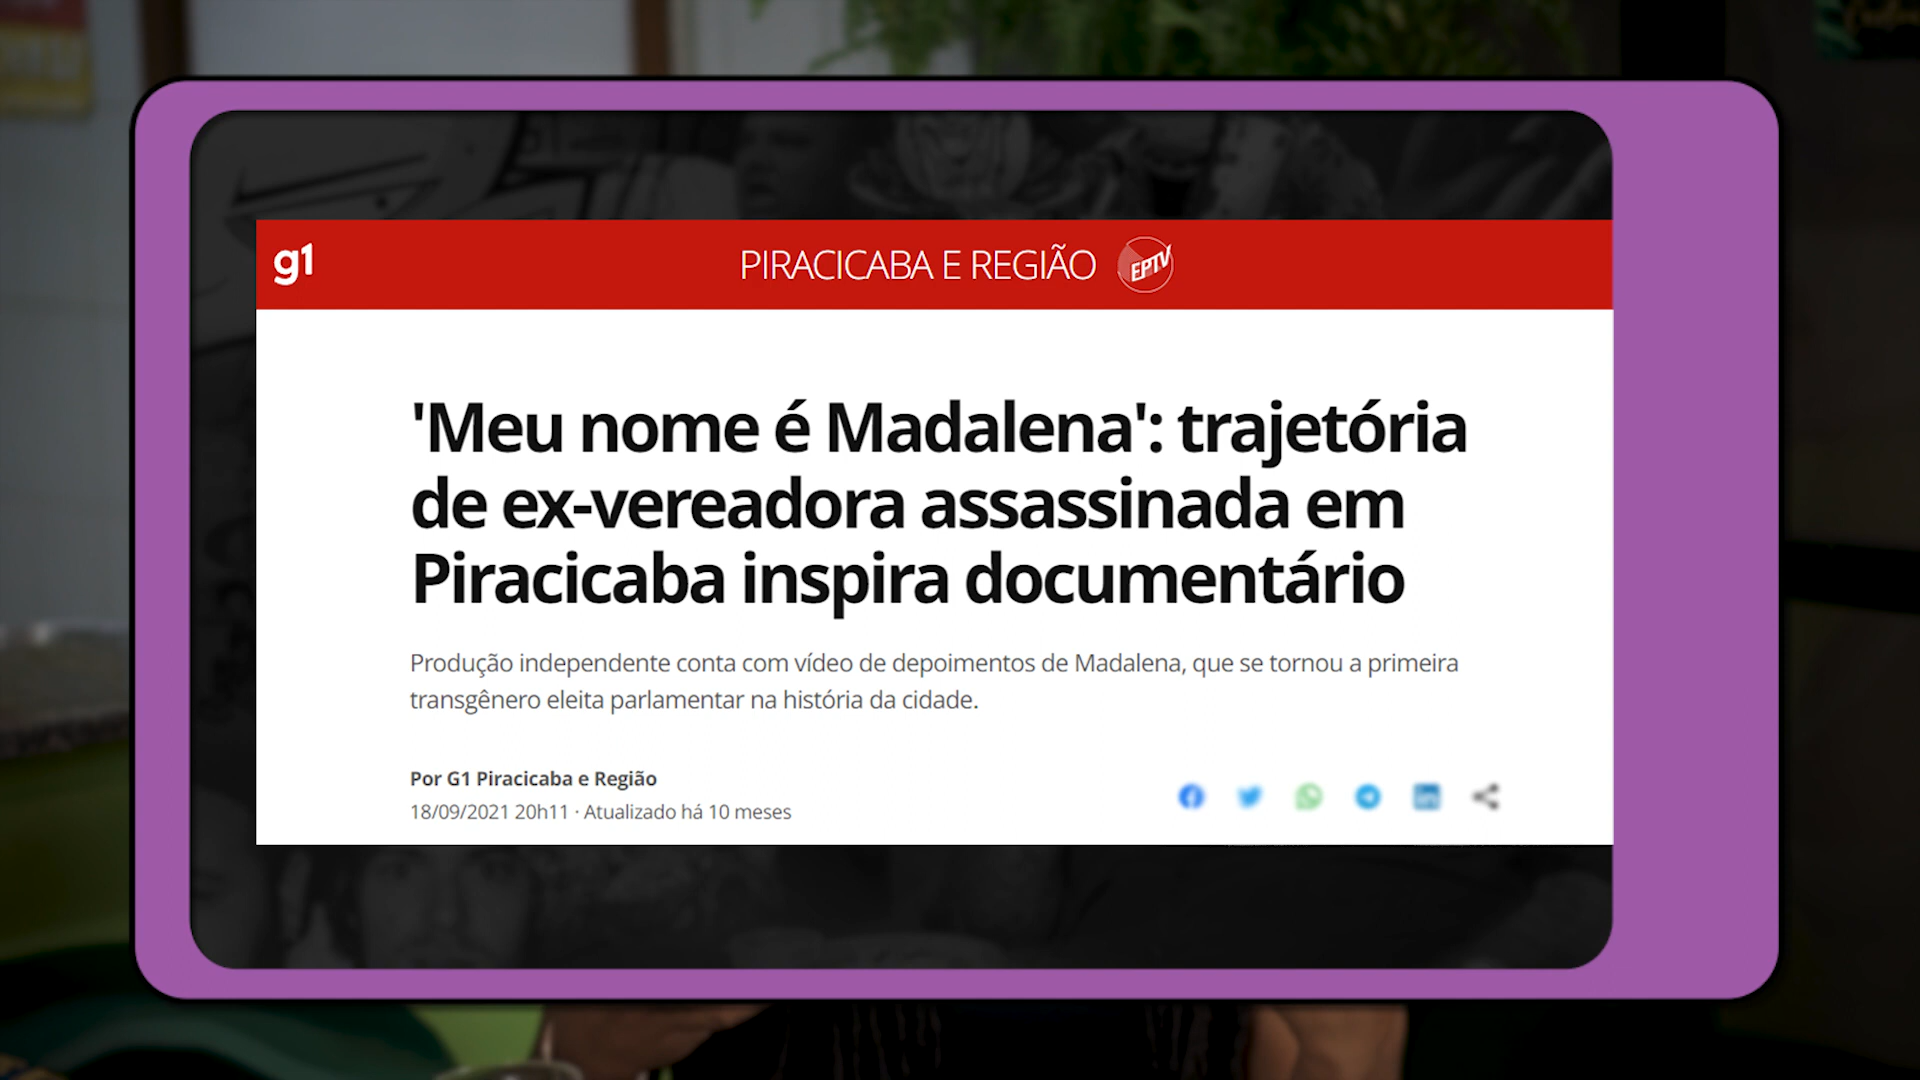 g1
PIRACICABA E REGIÃO EPTV
'Meu nome é Madalena': trajetória
de ex-vereadora assassinada em
Piracicaba inspira documentário
Produção independente conta com vídeo de depoimentos de Madalena, que se tornou a primeira
transgênero eleita parlamentar na história da cidade.
Por G1 Piracicaba e Região
18/09/2021 20h11 · Atualizado há 10 meses